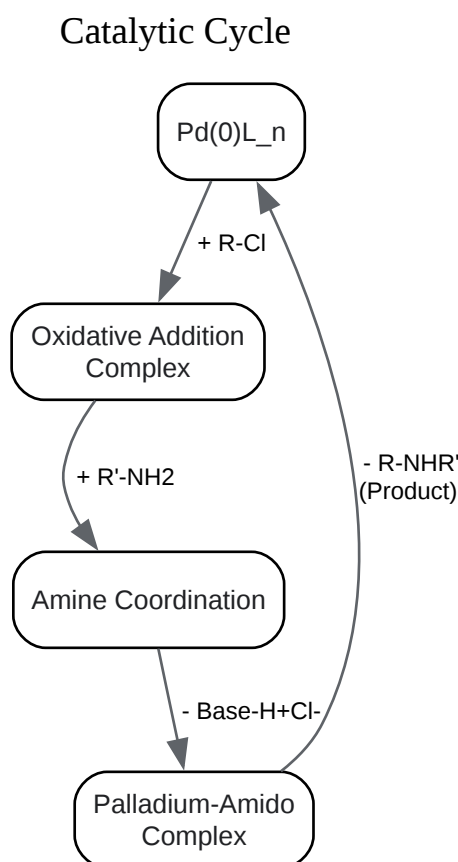 Catalytic Cycle
Pd(0)L_n
+ R-Cl
Oxidative Addition
Complex
+ R'-NH2
- R-NHR'
(Product)
Amine Coordination
- Base-H+Cl-
Palladium-Amido
Complex